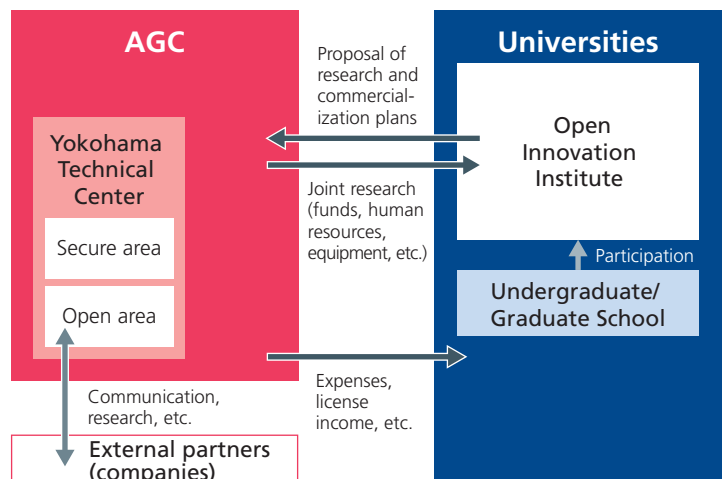 AGC
Yokohama
Technical
Center
Secure area
Open area
Proposal of
research and
commercial-
ization plans
Joint research
(funds, human
resources,
equipment, etc.)
Expenses,
license
income, etc.
Universities
Open
Innovation
Institute
Participation
Undergraduate/
Graduate School
Communication,
research, etc.
External partners
(companies)